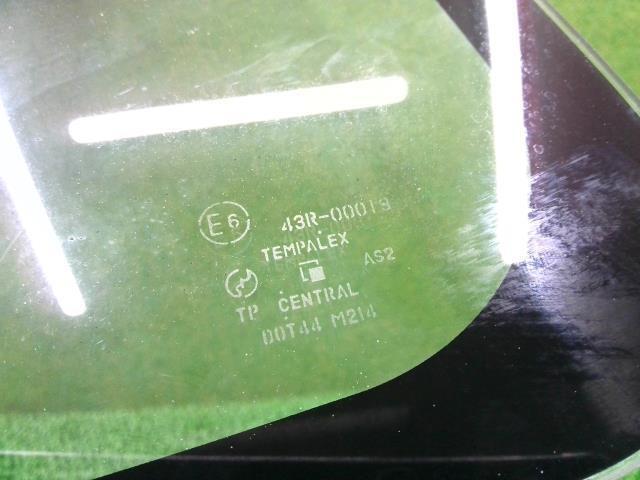 E6 43R-00019
TEMPALEX
AS2
TP CENTRAL
DOT44 M214